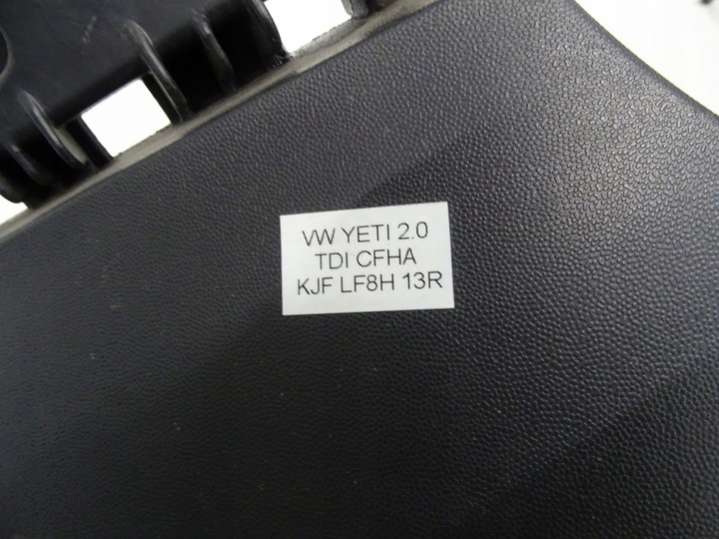 VW YETI 2.0
TDI CFHA
KJF LF8H 13R